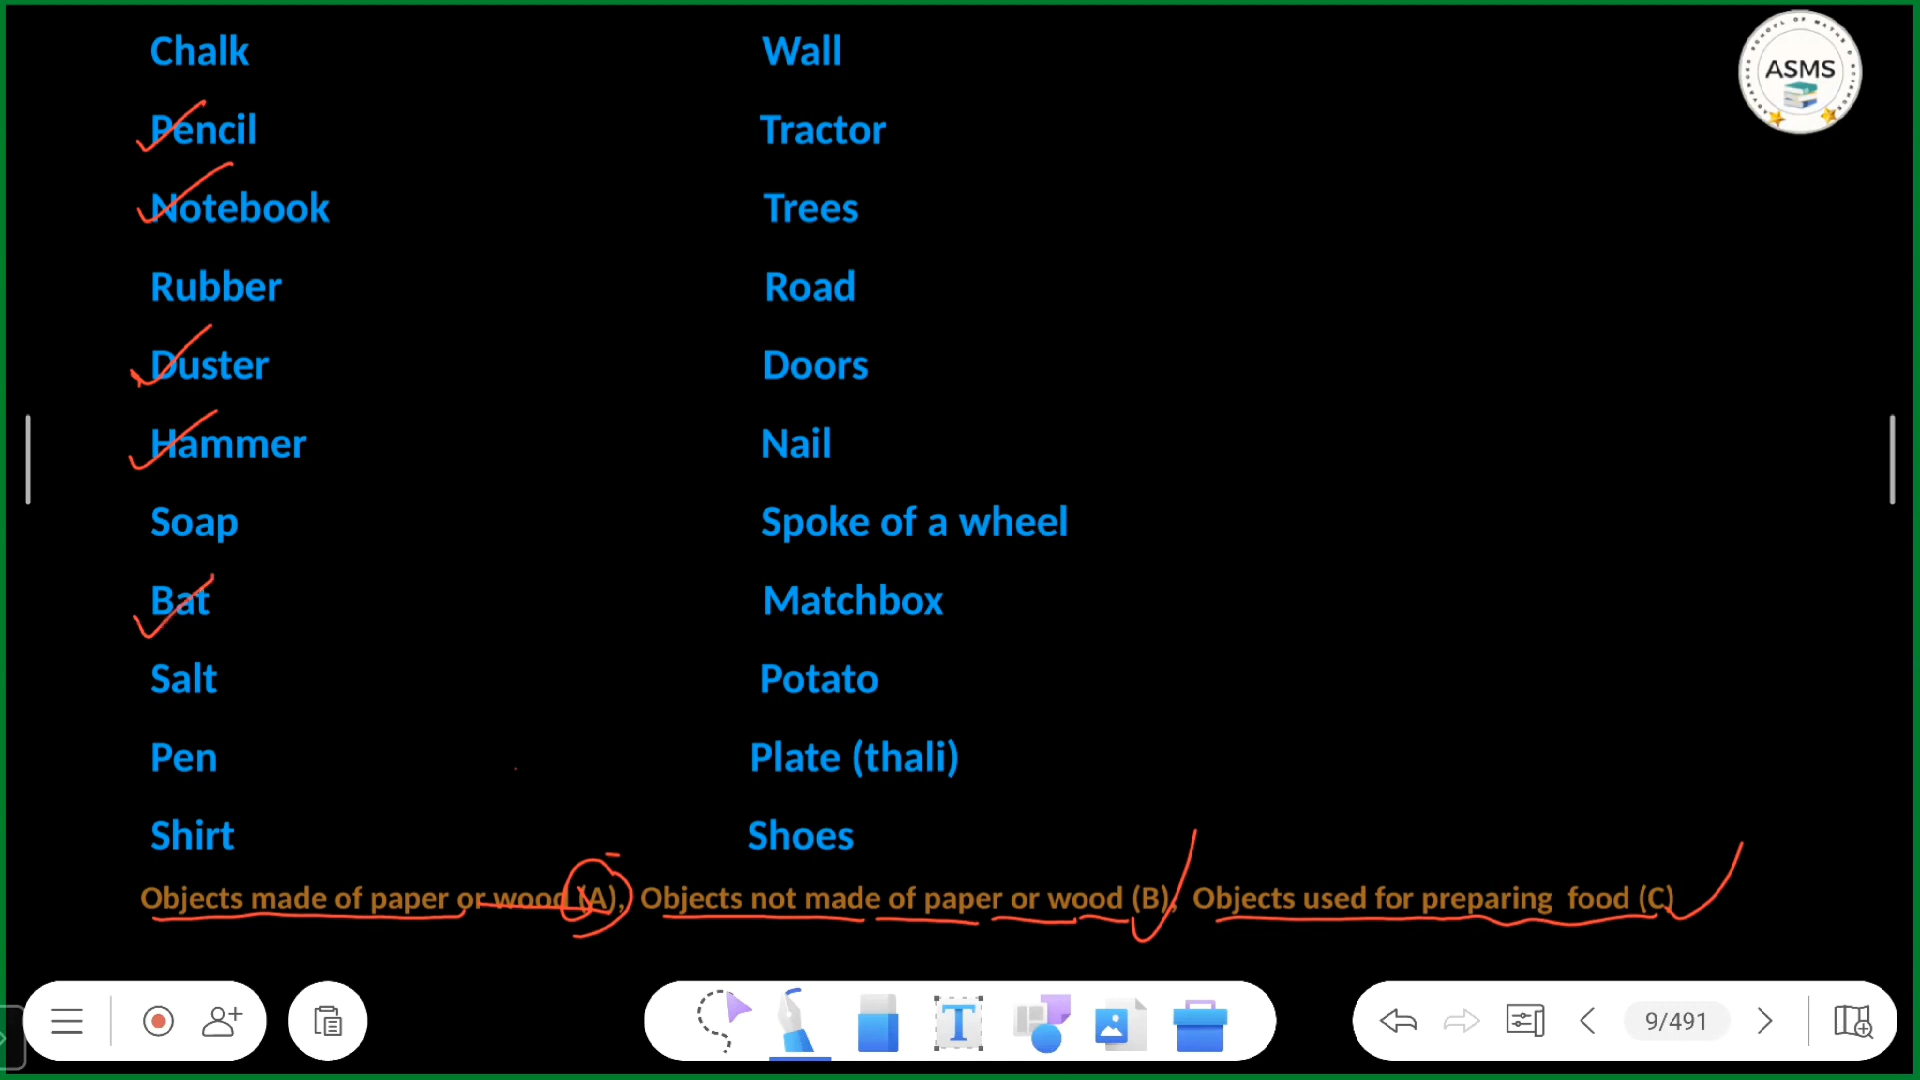 Chalk
Wall
Pencil
Tractor
Notebook
Trees
Rubber
Road
Duster
Doors
Hammer
Nail
Soap
Spoke of a wheel
Bat
Matchbox
Salt
Potato
Pen
Plate (thali)
Shirt
Shoes
Objects made of paper or wood (A), Objects not made of paper or wood (B), Objects used for preparing food (C)
ASMS
T
9/491